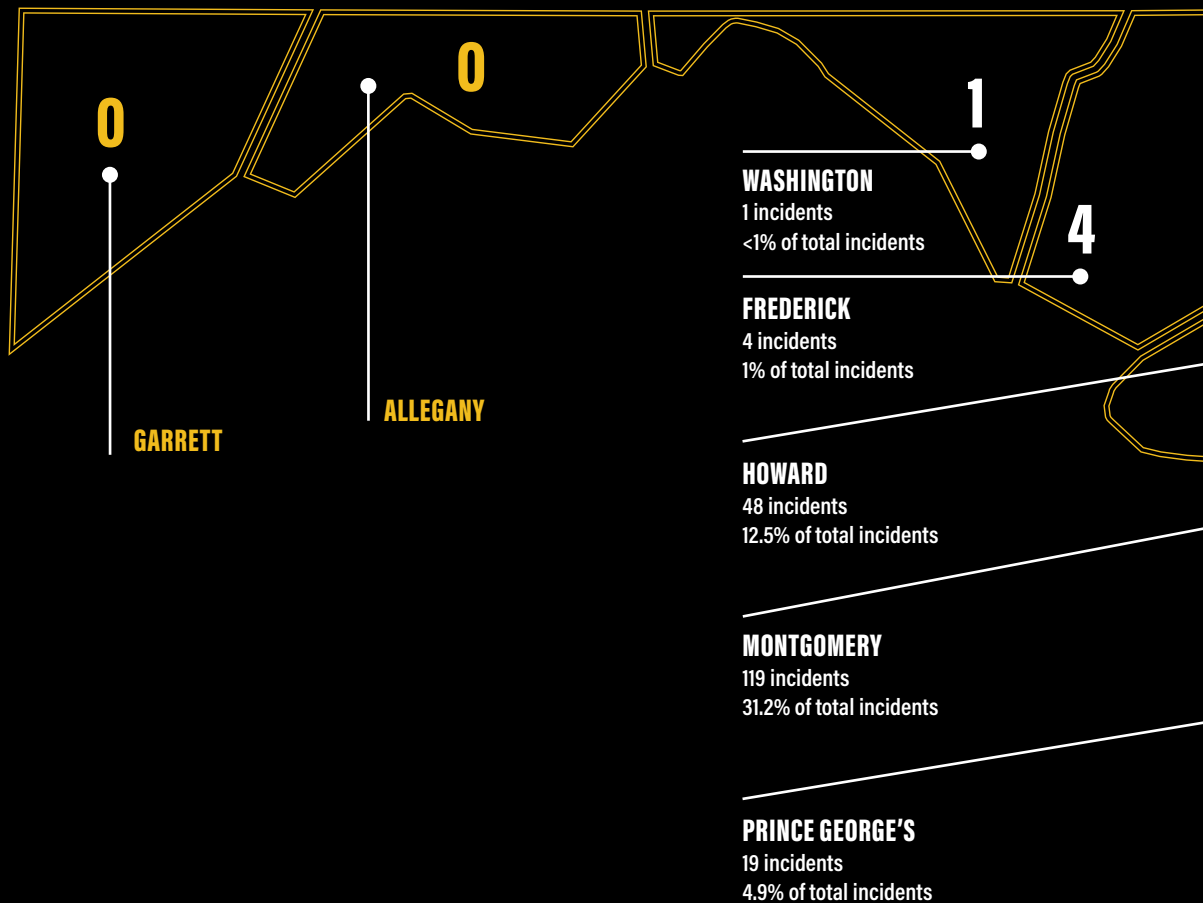 0
GARRETT
0
ALLEGANY
1
WASHINGTON
1 incidents
<1% of total incidents
4
FREDERICK
4 incidents
1% of total incidents
HOWARD
48 incidents
12.5% of total incidents
MONTGOMERY
119 incidents
31.2% of total incidents
PRINCE GEORGE'S
19 incidents
4.9% of total incidents